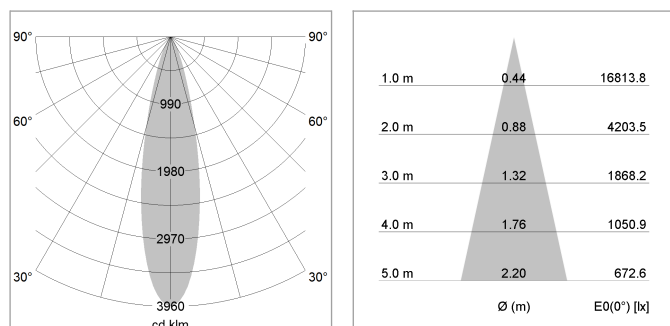 90° 90°
990
60° 60°
1980
2970
30° 30°
3960
cd klm
1.0 m 0.44 16813.8
2.0 m 0.88 4203.5
3.0 m 1.32 1868.2
4.0 m 1.76 1050.9
5.0 m 2.20 672.6
Ø (m) E0(0°) [lx]